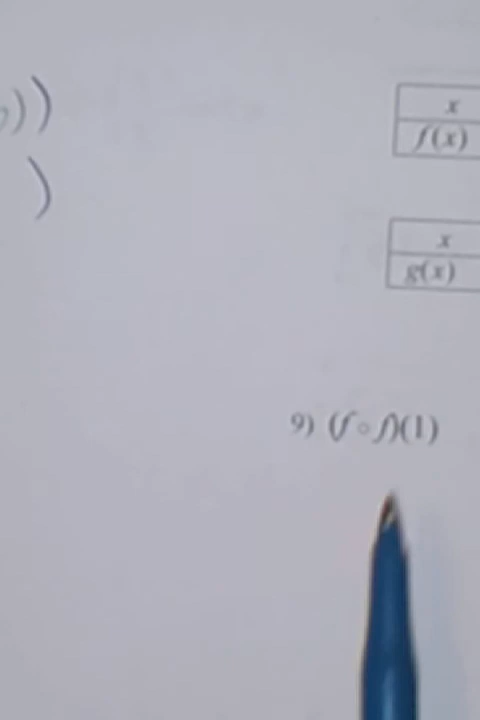 ))
)
x
f(x)
x
g(x)
9) (f ∘ f)(1)